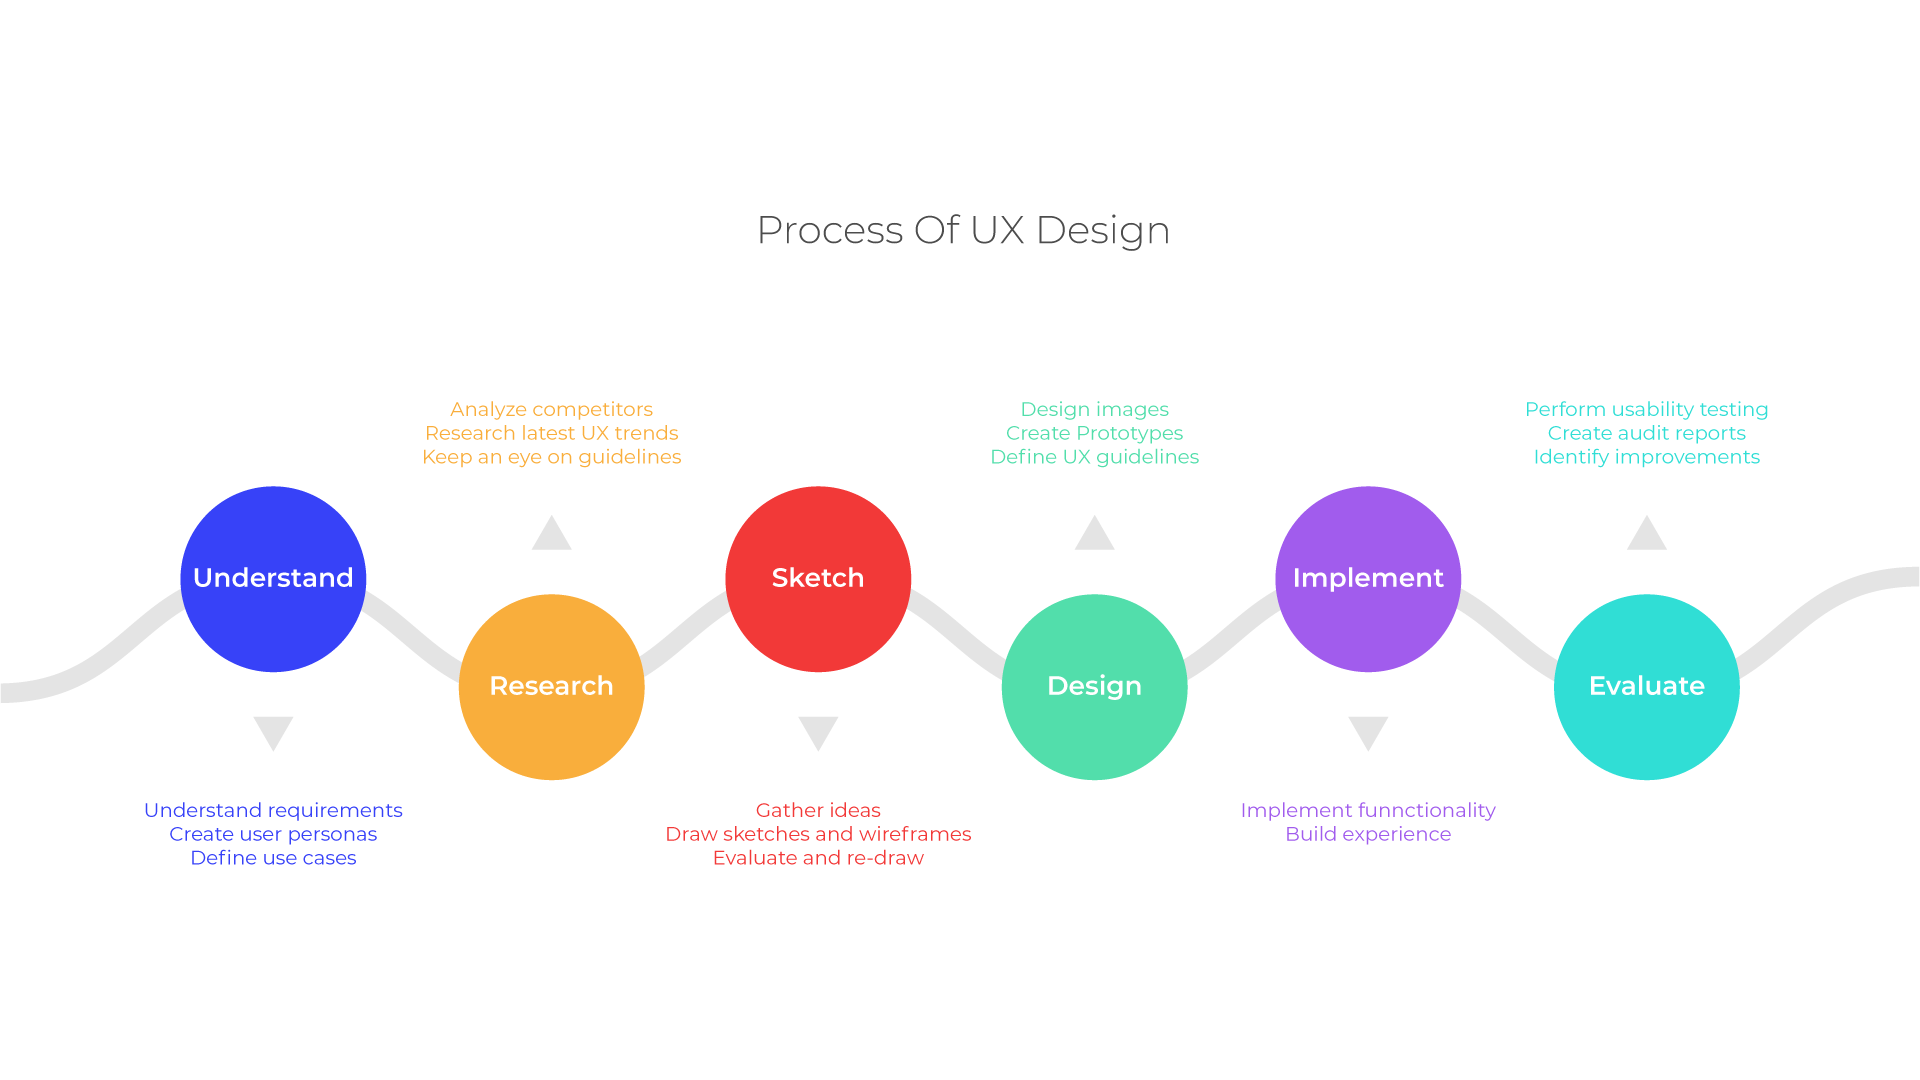 Process Of UX Design
Understand
Understand requirements
Create user personas
Define use cases
Analyze competitors
Research latest UX trends
Keep an eye on guidelines
Research
Sketch
Gather ideas
Draw sketches and wireframes
Evaluate and re-draw
Design images
Create Prototypes
Define UX guidelines
Design
Implement
Implement funnctionality
Build experience
Perform usability testing
Create audit reports
Identify improvements
Evaluate